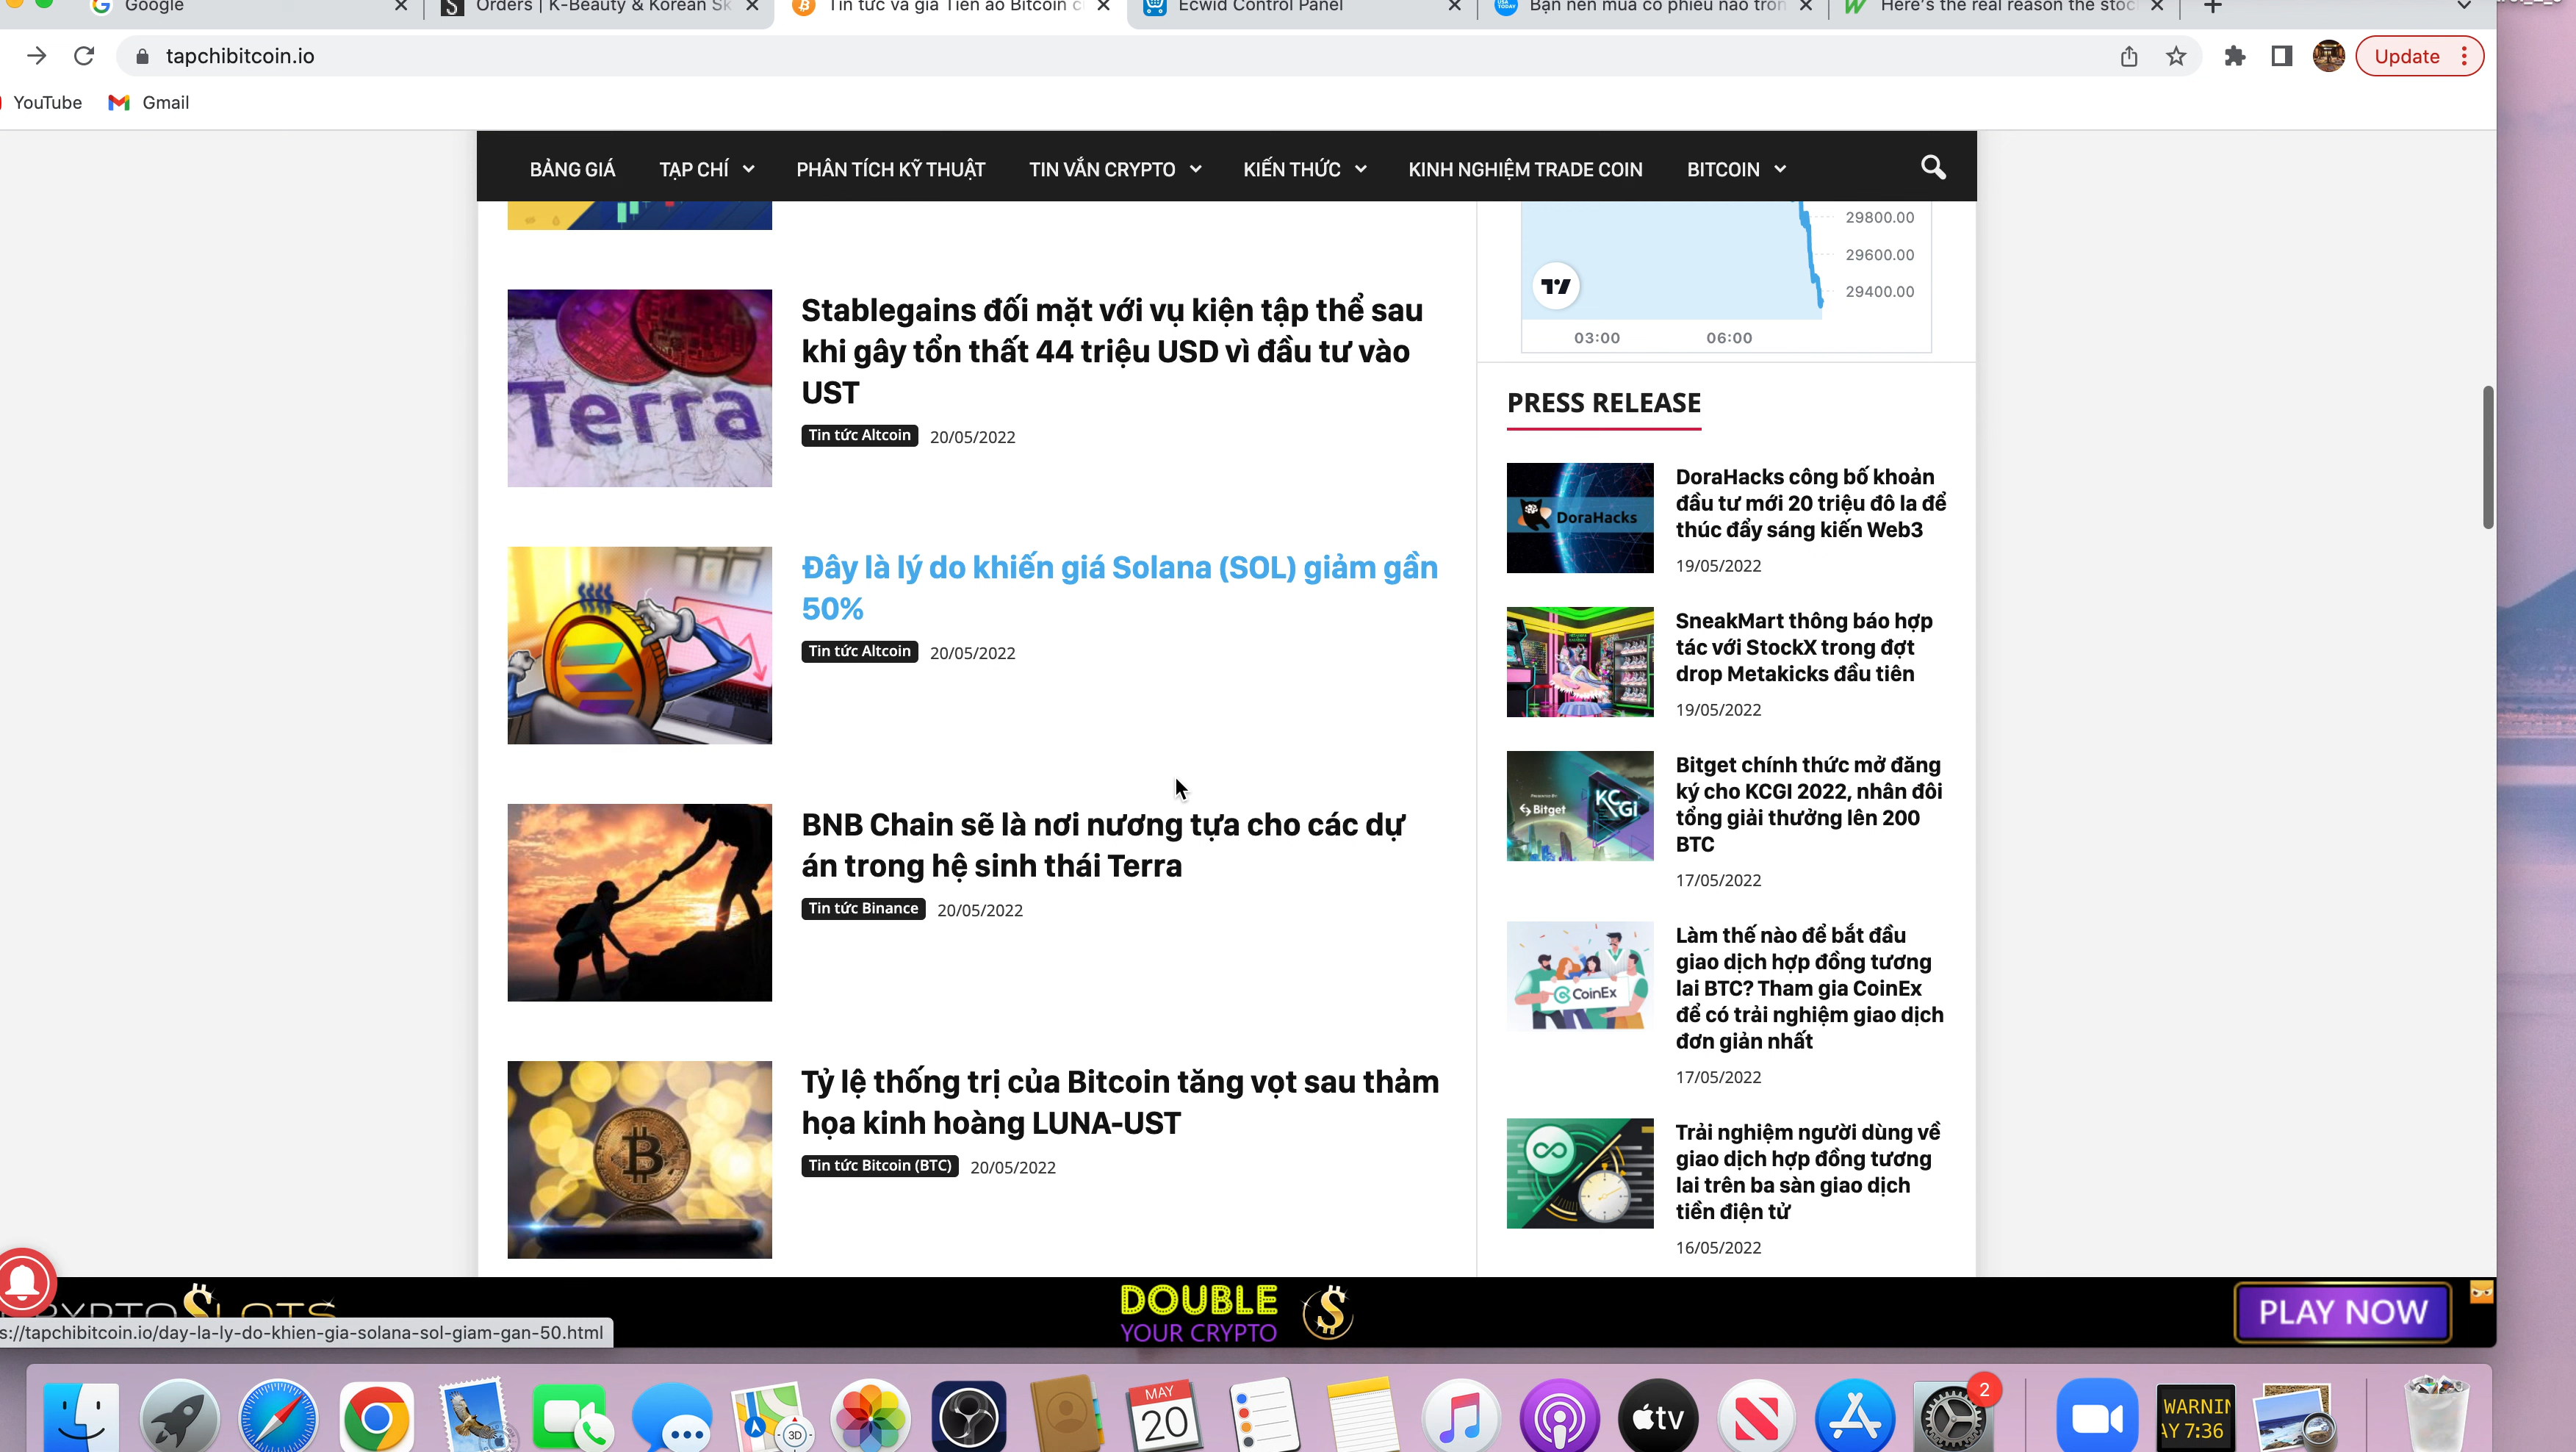 Google
Orders | K-Beauty & Korean Sk
Tin tức và giá Tiền ảo Bitcoin c
Ecwid Control Panel
Bạn nên mua cổ phiếu nào tron
Here's the real reason the stoc
tapchibitcoin.io
Update
YouTube
Gmail
BẢNG GIÁ
TẠP CHÍ
PHÂN TÍCH KỸ THUẬT
TIN VẮN CRYPTO
KIẾN THỨC
KINH NGHIỆM TRADE COIN
BITCOIN
Terra
Stablegains đối mặt với vụ kiện tập thể sau
khi gây tổn thất 44 triệu USD vì đầu tư vào
UST
Tin tức Altcoin 20/05/2022
Đây là lý do khiến giá Solana (SOL) giảm gần
50%
Tin tức Altcoin 20/05/2022
BNB Chain sẽ là nơi nương tựa cho các dự
án trong hệ sinh thái Terra
Tin tức Binance 20/05/2022
Tỷ lệ thống trị của Bitcoin tăng vọt sau thảm
họa kinh hoàng LUNA-UST
Tin tức Bitcoin (BTC) 20/05/2022
29800.00
29600.00
29400.00
03:00 06:00
PRESS RELEASE
DoraHacks
DoraHacks công bố khoản
đầu tư mới 20 triệu đô la để
thúc đẩy sáng kiến Web3
19/05/2022
SneakMart thông báo hợp
tác với StockX trong đợt
drop Metakicks đầu tiên
19/05/2022
Bitget
KCGI
Bitget chính thức mở đăng
ký cho KCGI 2022, nhân đôi
tổng giải thưởng lên 200
BTC
17/05/2022
CoinEx
Làm thế nào để bắt đầu
giao dịch hợp đồng tương
lai BTC? Tham gia CoinEx
để có trải nghiệm giao dịch
đơn giản nhất
17/05/2022
Trải nghiệm người dùng về
giao dịch hợp đồng tương
lai trên ba sàn giao dịch
tiền điện tử
16/05/2022
DOUBLE
YOUR CRYPTO
PLAY NOW
s://tapchibitcoin.io/day-la-ly-do-khien-gia-solana-sol-giam-gan-50.html
3D
MAY
20
tv
2
WARNIN
AY 7:36